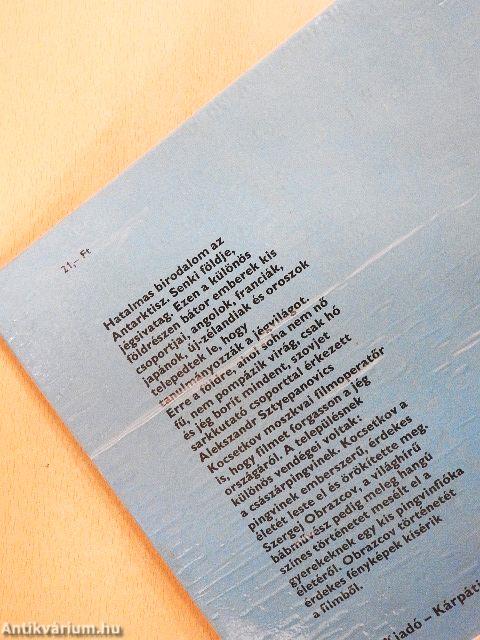 21,– Ft
Hatalmas birodalom az
Antarktisz. Senki földje,
jégsivatag. Ezen a különös
földrészen bátor emberek kis
csoportjai, angolok, franciák,
japánok, új-zélandiak és oroszok
telepedtek le, hogy
tanulmányozzák a jégvilágot.
Erre a földre, ahol soha nem nő
fű, nem pompázik virág csak hó
és jég borít mindent, szovjet
sarkkutató csoporttal érkezett
Alekszandr Sztyepanovics
Kocsetkov moszkvai filmoperatőr
is, hogy filmet forgasson a jég
országáról. A településnek
különös vendégei voltak:
a császárpingvinek. Kocsetkov a
pingvinek emberszerű, érdekes
életét leste el és örökítette meg.
Szergej Obrazcov, a világhírű
bábművész pedig meleg hangú
színes történetet mesélt el a
gyerekeknek egy kis pingvinfióka
életéről. Obrazcov történetét
érdekes fényképek kísérik
a filmből.
Kiadó – Kárpáti
Antikvárium.hu